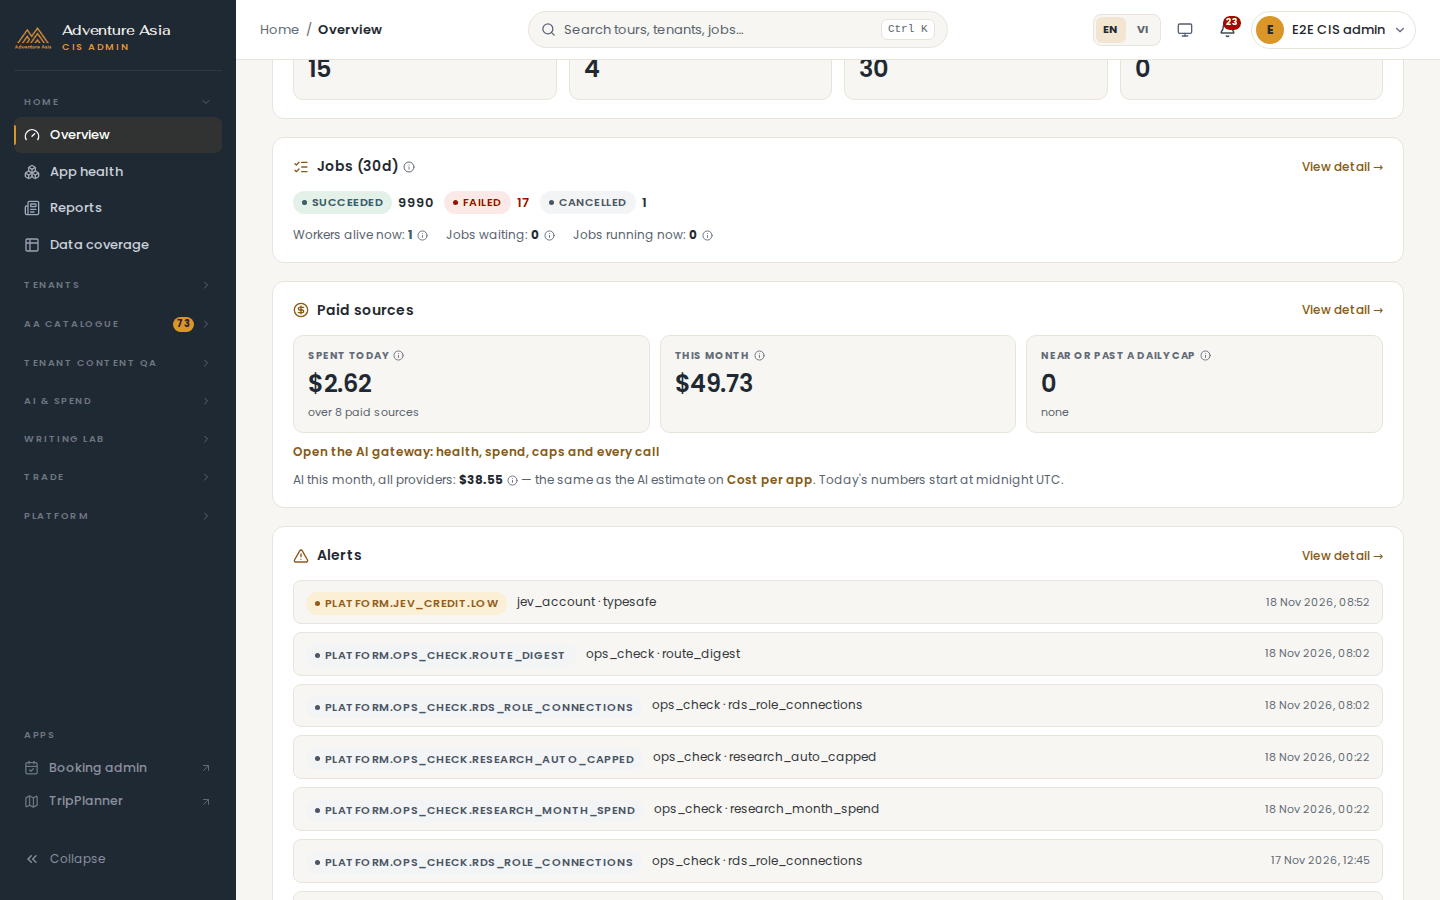 Adventure Asia
Adventure Asia
CIS ADMIN
HOME
Overview
App health
Reports
Data coverage
TENANTS
AA CATALOGUE 73
TENANT CONTENT QA
AI & SPEND
WRITING LAB
TRADE
PLATFORM
APPS
Booking admin
TripPlanner
Collapse
Home / Overview
Search tours, tenants, jobs...
Ctrl K
EN VI
23
E E2E CIS admin
15 4 30 0
Jobs (30d)
View detail →
SUCCEEDED 9990 FAILED 17 CANCELLED 1
Workers alive now: 1 Jobs waiting: 0 Jobs running now: 0
Paid sources
View detail →
SPENT TODAY
$2.62
over 8 paid sources
THIS MONTH
$49.73
NEAR OR PAST A DAILY CAP
0
none
Open the AI gateway: health, spend, caps and every call
AI this month, all providers: $38.55 — the same as the AI estimate on Cost per app. Today's numbers start at midnight UTC.
Alerts
View detail →
PLATFORM.JEV_CREDIT.LOW jev_account · typesafe 18 Nov 2026, 08:52
PLATFORM.OPS_CHECK.ROUTE_DIGEST ops_check · route_digest 18 Nov 2026, 08:02
PLATFORM.OPS_CHECK.RDS_ROLE_CONNECTIONS ops_check · rds_role_connections 18 Nov 2026, 08:02
PLATFORM.OPS_CHECK.RESEARCH_AUTO_CAPPED ops_check · research_auto_capped 18 Nov 2026, 00:22
PLATFORM.OPS_CHECK.RESEARCH_MONTH_SPEND ops_check · research_month_spend 18 Nov 2026, 00:22
PLATFORM.OPS_CHECK.RDS_ROLE_CONNECTIONS ops_check · rds_role_connections 17 Nov 2026, 12:45